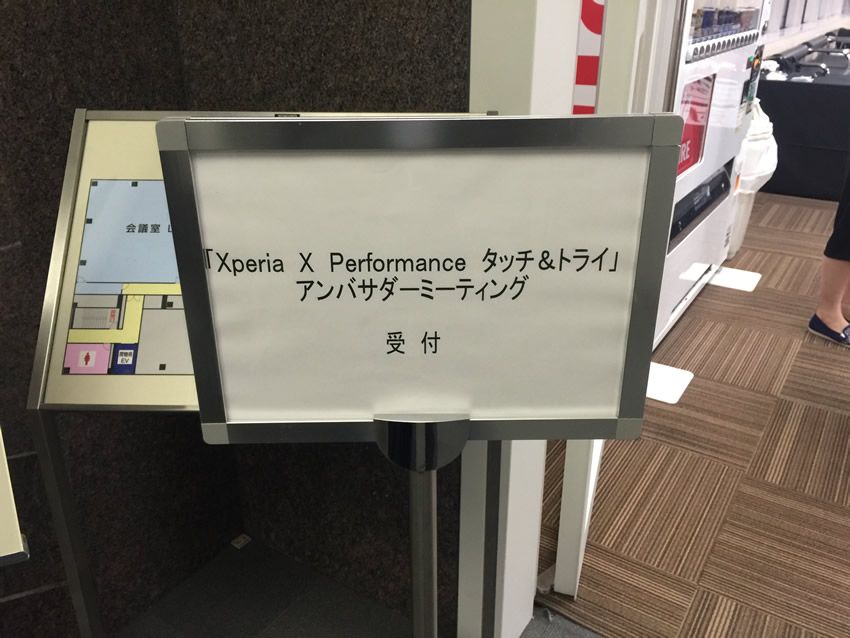 「Xperia X Performance タッチ＆トライ」
アンバサダーミーティング
受 付
会議室
EV